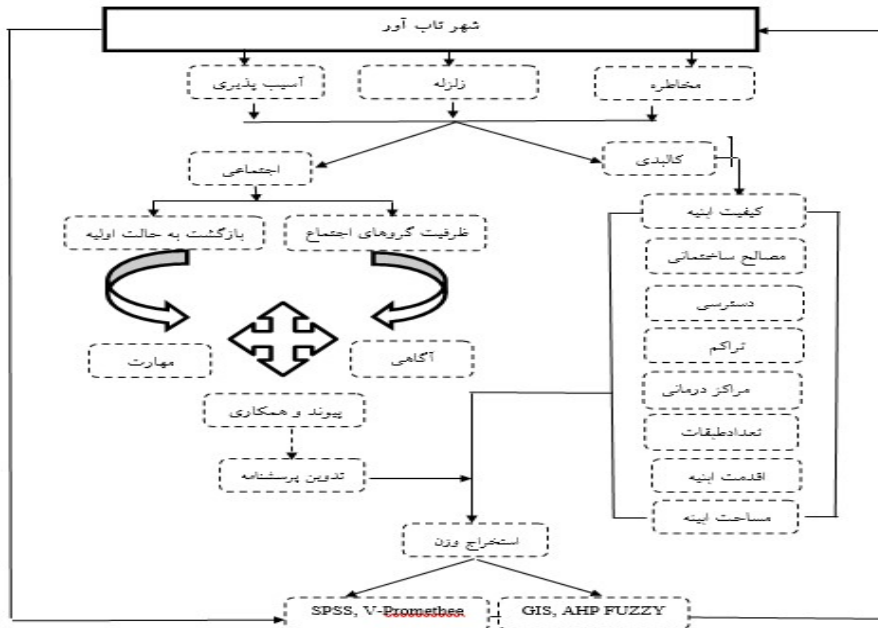 شهر تاب آور
مخاطره
زلزله
آسیب پذیری
کالبدی
اجتماعی
کیفیت ابنیه
ظرفیت گروهای اجتماع
بازگشت به حالت اولیه
مصالح ساختمانی
دسترسی
تراکم
آگاهی
مهارت
مراکز درمانی
پیوند و همکاری
تعدادطبقات
تدوین پرسشنامه
اقدمت ابنیه
مساحت ابینه
استخراج وزن
SPSS, V-Promethee
GIS, AHP FUZZY